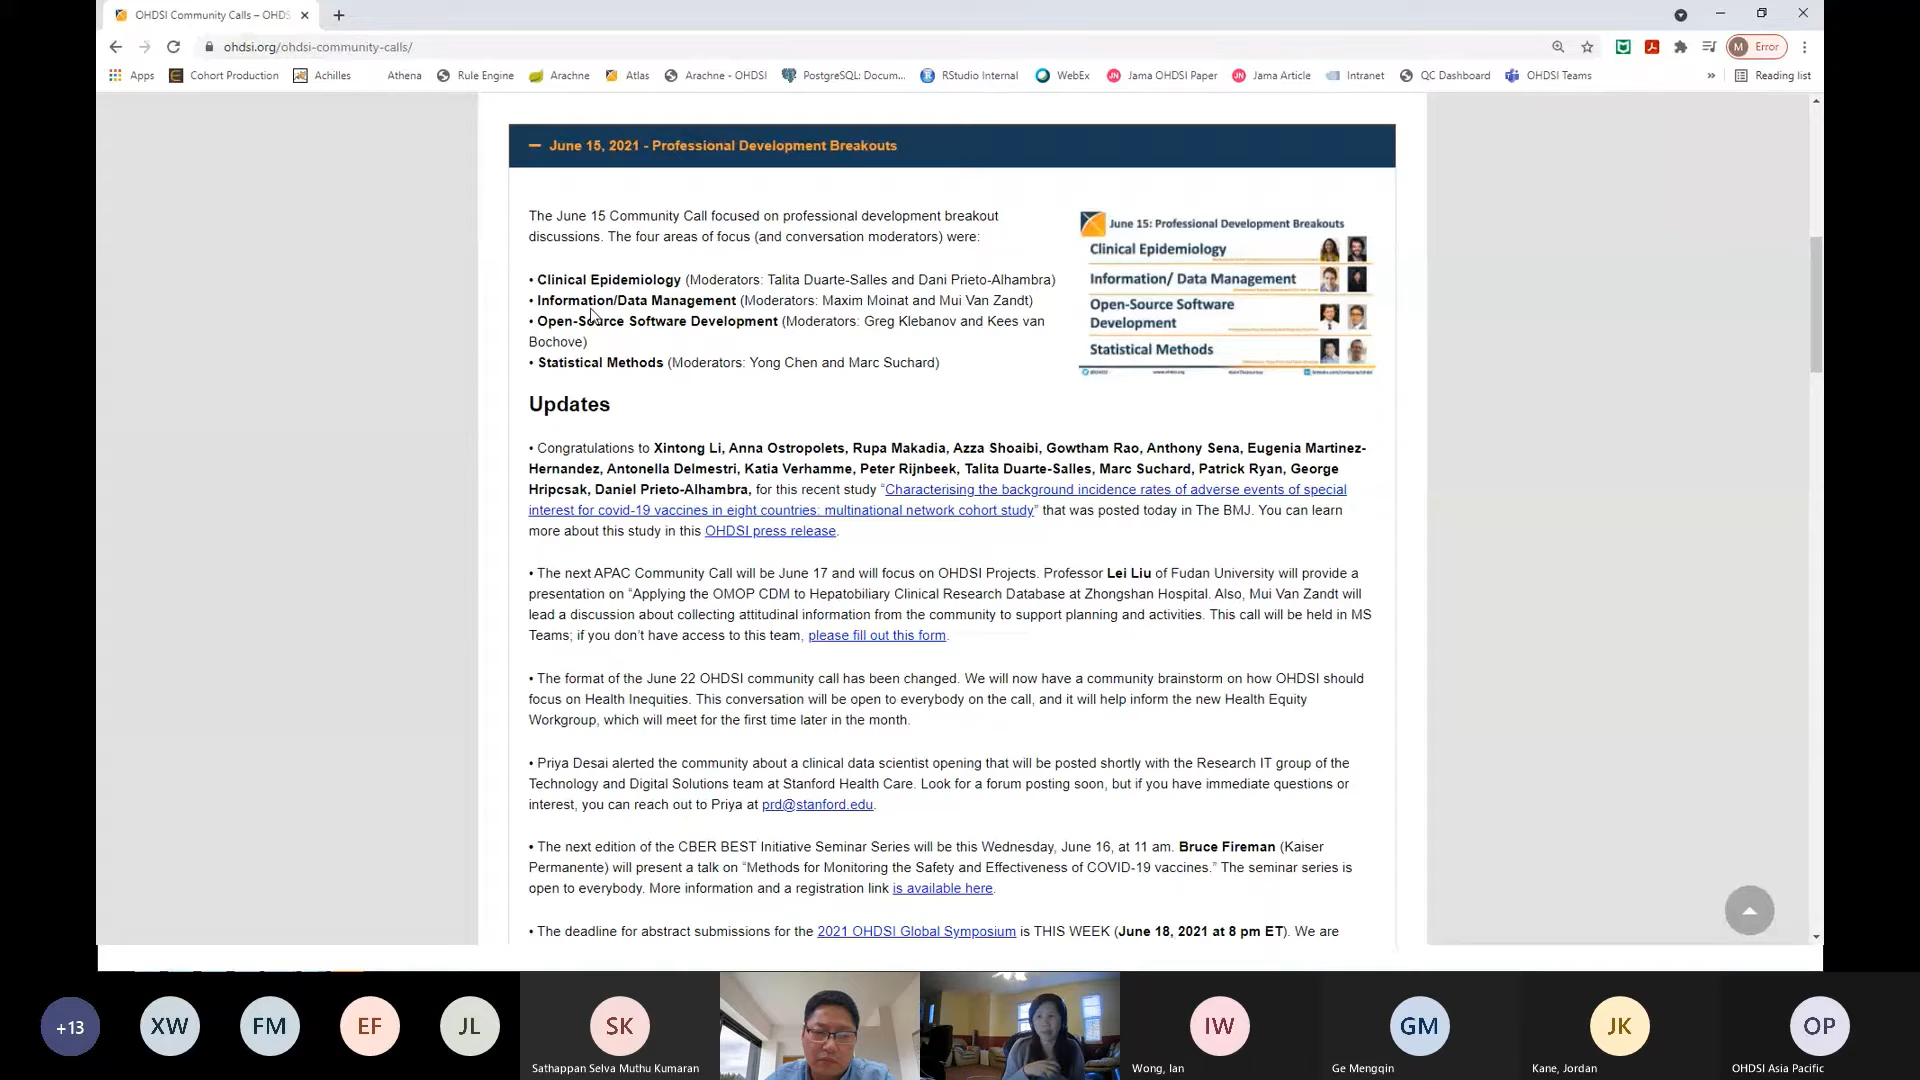 OHDSI Community Calls – OHDS
ohdsi.org/ohdsi-community-calls/
M Error
Apps Cohort Production Achilles Athena Rule Engine Arachne Atlas Arachne - OHDSI PostgreSQL: Docum... RStudio Internal WebEx Jama OHDSI Paper Jama Article Intranet QC Dashboard OHDSI Teams » Reading list
June 15, 2021 - Professional Development Breakouts
The June 15 Community Call focused on professional development breakout
discussions. The four areas of focus (and conversation moderators) were:
• Clinical Epidemiology (Moderators: Talita Duarte-Salles and Dani Prieto-Alhambra)
• Information/Data Management (Moderators: Maxim Moinat and Mui Van Zandt)
• Open-Source Software Development (Moderators: Greg Klebanov and Kees van
Bochove)
• Statistical Methods (Moderators: Yong Chen and Marc Suchard)
June 15: Professional Development Breakouts
Clinical Epidemiology
Information/ Data Management
Open-Source Software
Development
Statistical Methods
Updates
• Congratulations to Xintong Li, Anna Ostropolets, Rupa Makadia, Azza Shoaibi, Gowtham Rao, Anthony Sena, Eugenia Martinez-
Hernandez, Antonella Delmestri, Katia Verhamme, Peter Rijnbeek, Talita Duarte-Salles, Marc Suchard, Patrick Ryan, George
Hripcsak, Daniel Prieto-Alhambra, for this recent study “Characterising the background incidence rates of adverse events of special
interest for covid-19 vaccines in eight countries: multinational network cohort study” that was posted today in The BMJ. You can learn
more about this study in this OHDSI press release.
• The next APAC Community Call will be June 17 and will focus on OHDSI Projects. Professor Lei Liu of Fudan University will provide a
presentation on “Applying the OMOP CDM to Hepatobiliary Clinical Research Database at Zhongshan Hospital. Also, Mui Van Zandt will
lead a discussion about collecting attitudinal information from the community to support planning and activities. This call will be held in MS
Teams; if you don’t have access to this team, please fill out this form.
• The format of the June 22 OHDSI community call has been changed. We will now have a community brainstorm on how OHDSI should
focus on Health Inequities. This conversation will be open to everybody on the call, and it will help inform the new Health Equity
Workgroup, which will meet for the first time later in the month.
• Priya Desai alerted the community about a clinical data scientist opening that will be posted shortly with the Research IT group of the
Technology and Digital Solutions team at Stanford Health Care. Look for a forum posting soon, but if you have immediate questions or
interest, you can reach out to Priya at prd@stanford.edu.
• The next edition of the CBER BEST Initiative Seminar Series will be this Wednesday, June 16, at 11 am. Bruce Fireman (Kaiser
Permanente) will present a talk on “Methods for Monitoring the Safety and Effectiveness of COVID-19 vaccines.” The seminar series is
open to everybody. More information and a registration link is available here.
• The deadline for abstract submissions for the 2021 OHDSI Global Symposium is THIS WEEK (June 18, 2021 at 8 pm ET). We are
+13 XW FM EF JL SK IW GM JK OP
Sathappan Selva Muthu Kumaran Wong, Ian Ge Mengqin Kane, Jordan OHDSI Asia Pacific